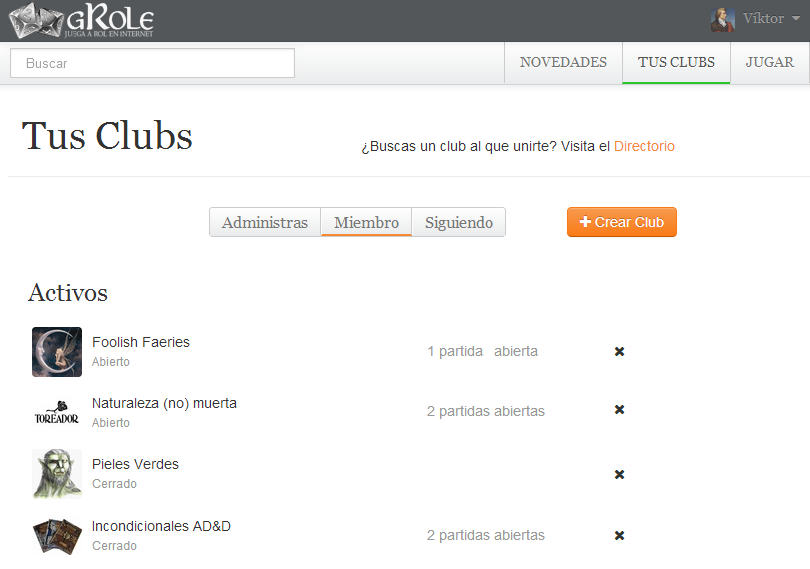 gRole
JUEGA A ROL EN INTERNET
Víktor
Buscar
NOVEDADES
TUS CLUBS
JUGAR
Tus Clubs
¿Buscas un club al que unirte? Visita el Directorio
Administras
Miembro
Siguiendo
Crear Club
Activos
Foolish Faeries
Abierto
1 partida abierta
Naturaleza (no) muerta
Abierto
2 partidas abiertas
TOREADOR
Pieles Verdes
Cerrado
Incondicionales AD&D
Cerrado
2 partidas abiertas